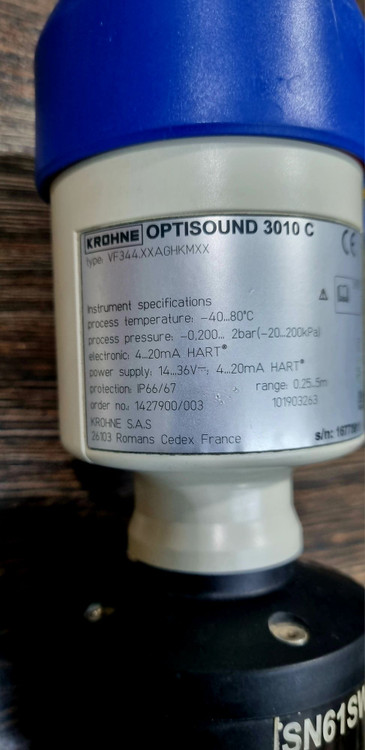 KROHNE OPTISOUND 3010 C
CE
type: VF344.XXAGHKMXX
Instrument specifications
process temperature: -40...80°C
process pressure: -0,200... 2bar(-20...200kPa)
electronic: 4...20mA HART®
power supply: 14...36V⎓, 4...20mA HART®
protection: IP66/67 range: 0.25...5m
order no.: 1427900/003 101903263
KROHNE S.A.S
26103 Romans Cedex France
s/n: